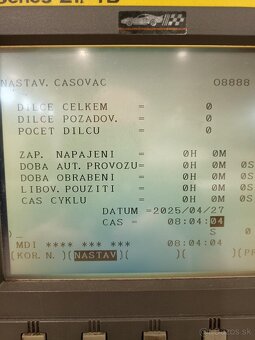 Series 21i-TB
NASTAV. CASOVAC O8888
DILCE CELKEM = 0
DILCE POZADOV. = 0
POCET DILCU = 0
ZAP. NAPAJENI = 0H 0M
DOBA AUT. PROVOZU= 0H 0M 0S
DOBA OBRABENI = 0H 0M 0S
LIBOV. POUZITI = 0H 0M 0S
CAS CYKLU = 0H 0M 0S
DATUM =2025/04/27
CAS = 08:04:04
)_ S 0
MDI **** *** *** 08:04:04
(KOR. N. )(NASTAV)( )(